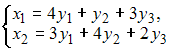 x₁ = 4y₁ + y₂ + 3y₃,
x₂ = 3y₁ + 4y₂ + 2y₃